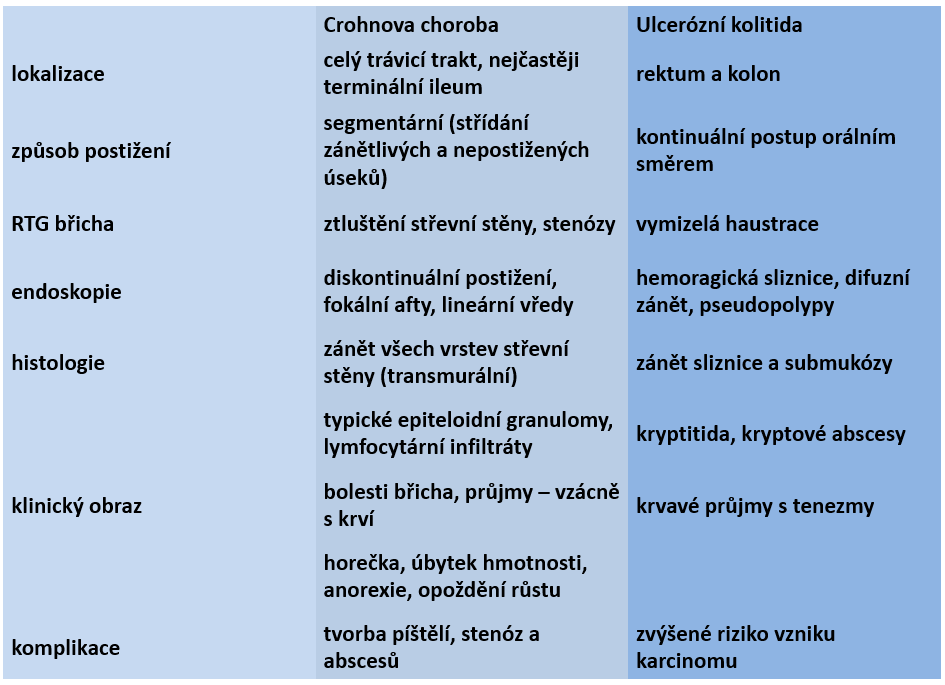 Crohnova choroba
Ulcerózní kolitida
lokalizace
celý trávicí trakt, nejčastěji
terminální ileum
rektum a kolon
způsob postižení
segmentární (střídání
zánětlivých a nepostižených
úseků)
kontinuální postup orálním
směrem
RTG břicha
ztluštění střevní stěny, stenózy
vymizelá haustrace
endoskopie
diskontinuální postižení,
fokální afty, lineární vředy
hemoragická sliznice, difuzní
zánět, pseudopolypy
histologie
zánět všech vrstev střevní
stěny (transmurální)
zánět sliznice a submukózy
typické epiteloidní granulomy,
lymfocytární infiltráty
kryptitida, kryptové abscesy
klinický obraz
bolesti břicha, průjmy – vzácně
s krví
krvavé průjmy s tenezmy
horečka, úbytek hmotnosti,
anorexie, opoždění růstu
komplikace
tvorba píštělí, stenóz a
abscesů
zvýšené riziko vzniku
karcinomu